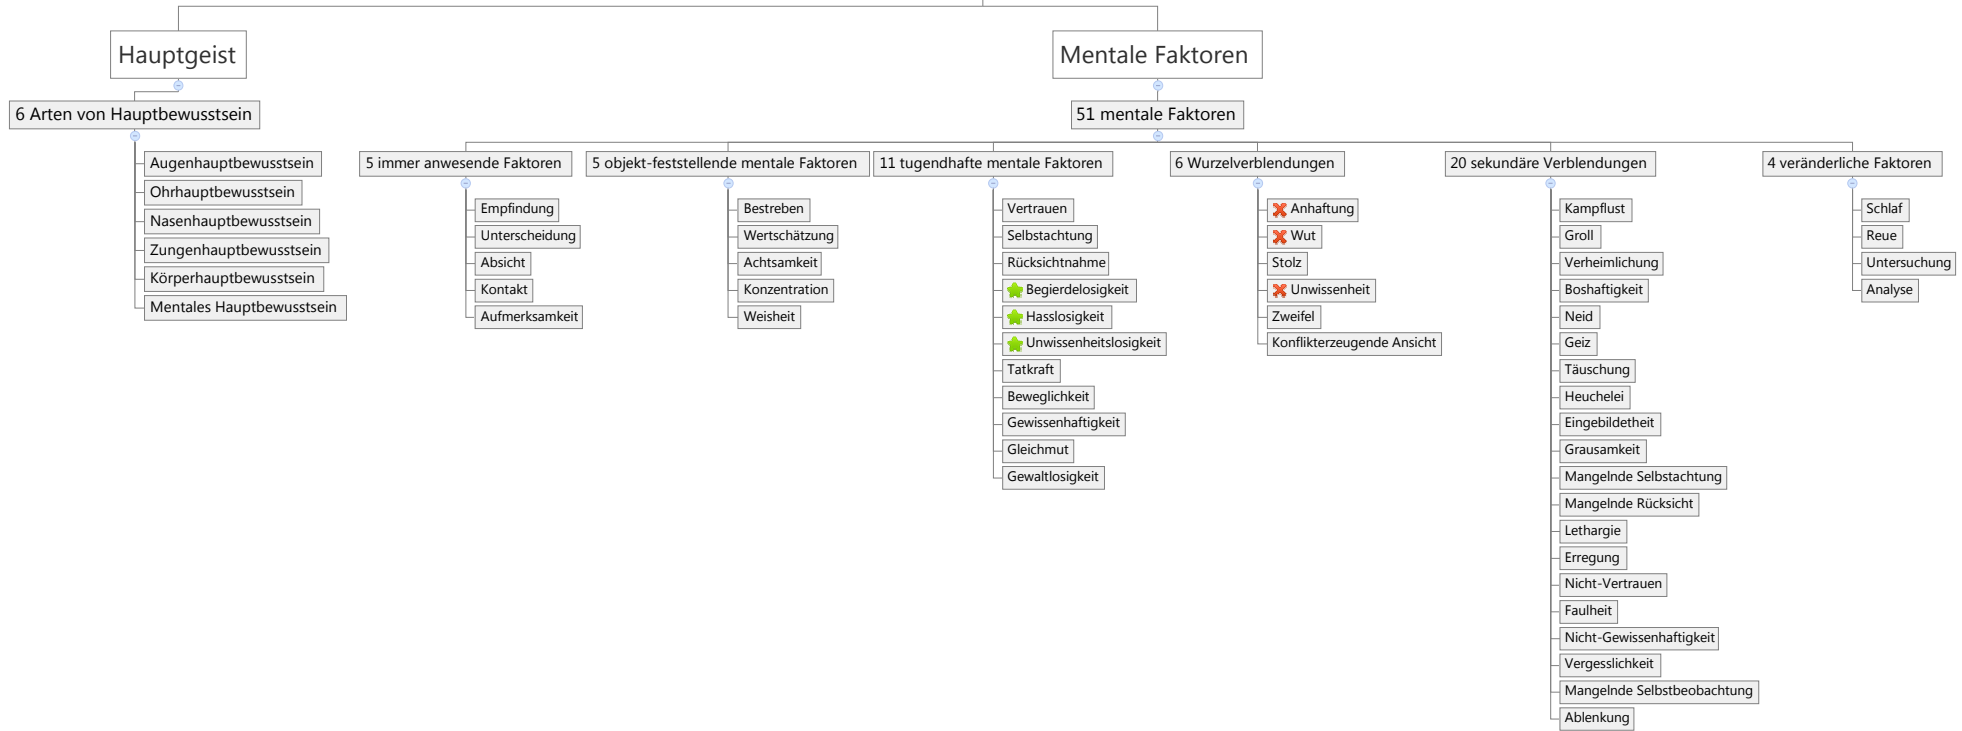 Hauptgeist
6 Arten von Hauptbewusstsein
Augenhauptbewusstsein
Ohrhauptbewusstsein
Nasenhauptbewusstsein
Zungenhauptbewusstsein
Körperhauptbewusstsein
Mentales Hauptbewusstsein
Mentale Faktoren
51 mentale Faktoren
5 immer anwesende Faktoren
Empfindung
Unterscheidung
Absicht
Kontakt
Aufmerksamkeit
5 objekt-feststellende mentale Faktoren
Bestreben
Wertschätzung
Achtsamkeit
Konzentration
Weisheit
11 tugendhafte mentale Faktoren
Vertrauen
Selbstachtung
Rücksichtnahme
Begierdelosigkeit
Hasslosigkeit
Unwissenheitslosigkeit
Tatkraft
Beweglichkeit
Gewissenhaftigkeit
Gleichmut
Gewaltlosigkeit
6 Wurzelverblendungen
Anhaftung
Wut
Stolz
Unwissenheit
Zweifel
Konflikterzeugende Ansicht
20 sekundäre Verblendungen
Kampflust
Groll
Verheimlichung
Boshaftigkeit
Neid
Geiz
Täuschung
Heuchelei
Eingebildetheit
Grausamkeit
Mangelnde Selbstachtung
Mangelnde Rücksicht
Lethargie
Erregung
Nicht-Vertrauen
Faulheit
Nicht-Gewissenhaftigkeit
Vergesslichkeit
Mangelnde Selbstbeobachtung
Ablenkung
4 veränderliche Faktoren
Schlaf
Reue
Untersuchung
Analyse